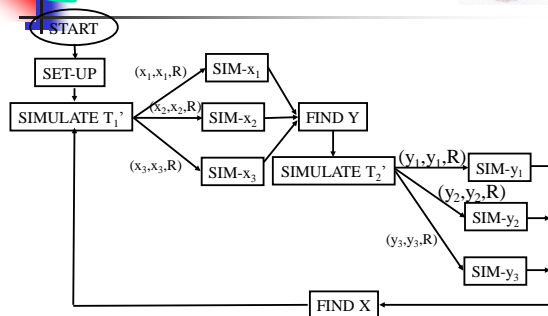 START
SET-UP
SIMULATE T₁’
(x₁,x₁,R)
(x₂,x₂,R)
(x₃,x₃,R)
SIM-x₁
SIM-x₂
SIM-x₃
FIND Y
SIMULATE T₂’
(y₁,y₁,R)
(y₂,y₂,R)
(y₃,y₃,R)
SIM-y₁
SIM-y₂
SIM-y₃
FIND X